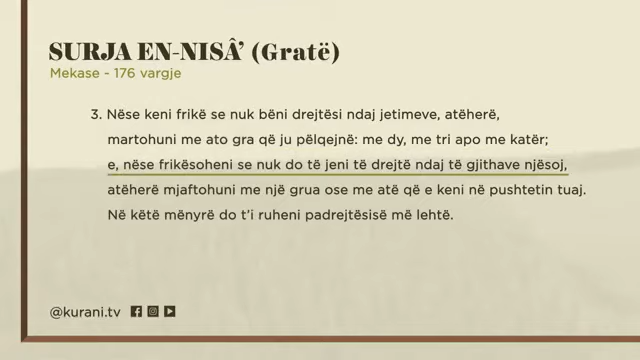 SURJA EN-NISÂ’ (Gratë)
Mekase - 176 vargje
3. Nëse keni frikë se nuk bëni drejtësi ndaj jetimeve, atëherë,
martohuni me ato gra që ju pëlqejnë: me dy, me tri apo me katër;
e, nëse frikësoheni se nuk do të jeni të drejtë ndaj të gjithave njësoj,
atëherë mjaftohuni me një grua ose me atë që e keni në pushtetin tuaj.
Në këtë mënyrë do t’i ruheni padrejtësisë më lehtë.
@kurani.tv